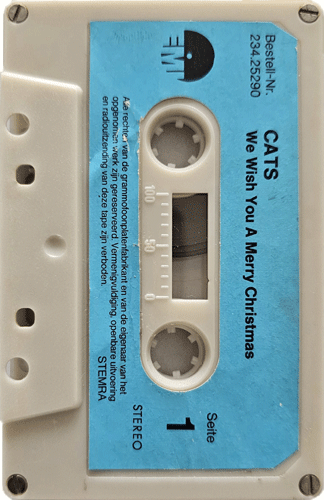 Bestell-Nr.
234.25290
CATS
We Wish You A Merry Christmas
EMI
100
50
0
Seite
1
STEREO
Alle rechten van de grammofoonplatenfabrikant en van de eigenaar van het
opgenomen werk zijn gereserveerd. Vermenigvuldiging, openbare uitvoering
en radiouitzending van deze tape zijn verboden.
STEMRA